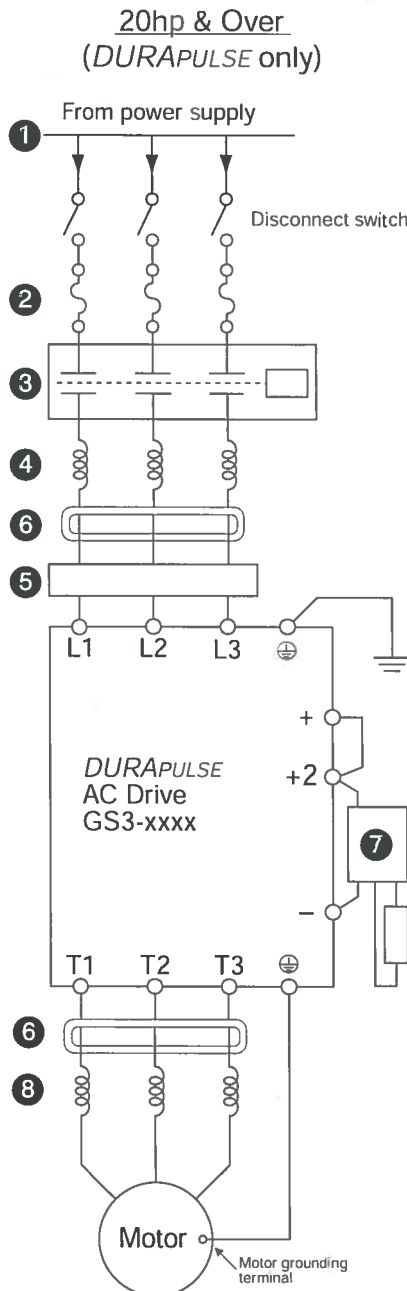 20hp & Over
(DURAPULSE only)
From power supply
1
Disconnect switch
2
3
4
6
5
L1 L2 L3
+
DURAPULSE
+2
AC Drive
GS3-xxxx
7
–
T1 T2 T3
6
8
Motor
Motor grounding
terminal